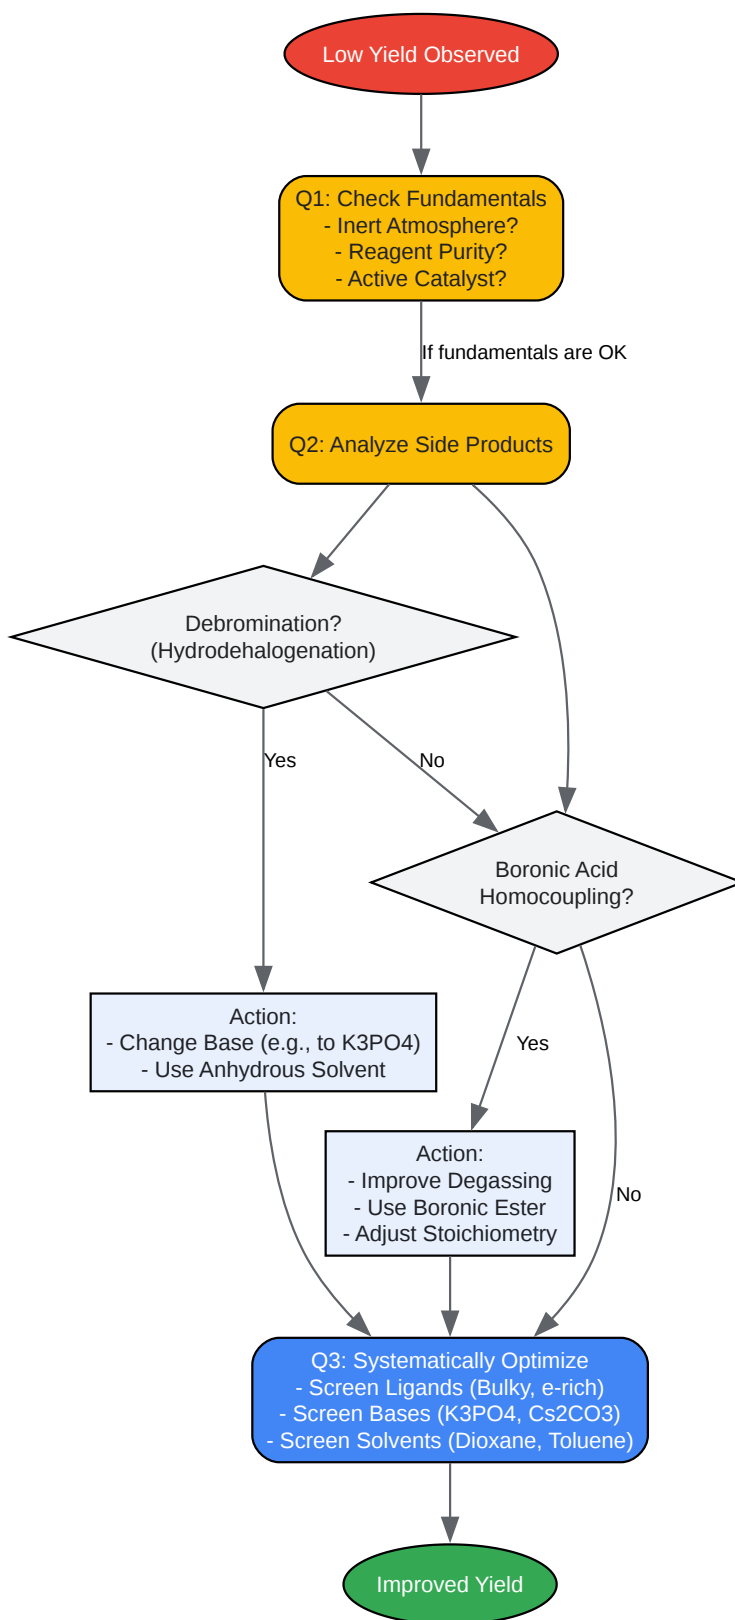 Low Yield Observed
Q1: Check Fundamentals
- Inert Atmosphere?
- Reagent Purity?
- Active Catalyst?
If fundamentals are OK
Q2: Analyze Side Products
Debromination?
(Hydrodehalogenation)
Yes
No
Boronic Acid
Homocoupling?
Action:
- Change Base (e.g., to K3PO4)
- Use Anhydrous Solvent
Yes
Action:
- Improve Degassing
- Use Boronic Ester
- Adjust Stoichiometry
No
Q3: Systematically Optimize
- Screen Ligands (Bulky, e-rich)
- Screen Bases (K3PO4, Cs2CO3)
- Screen Solvents (Dioxane, Toluene)
Improved Yield